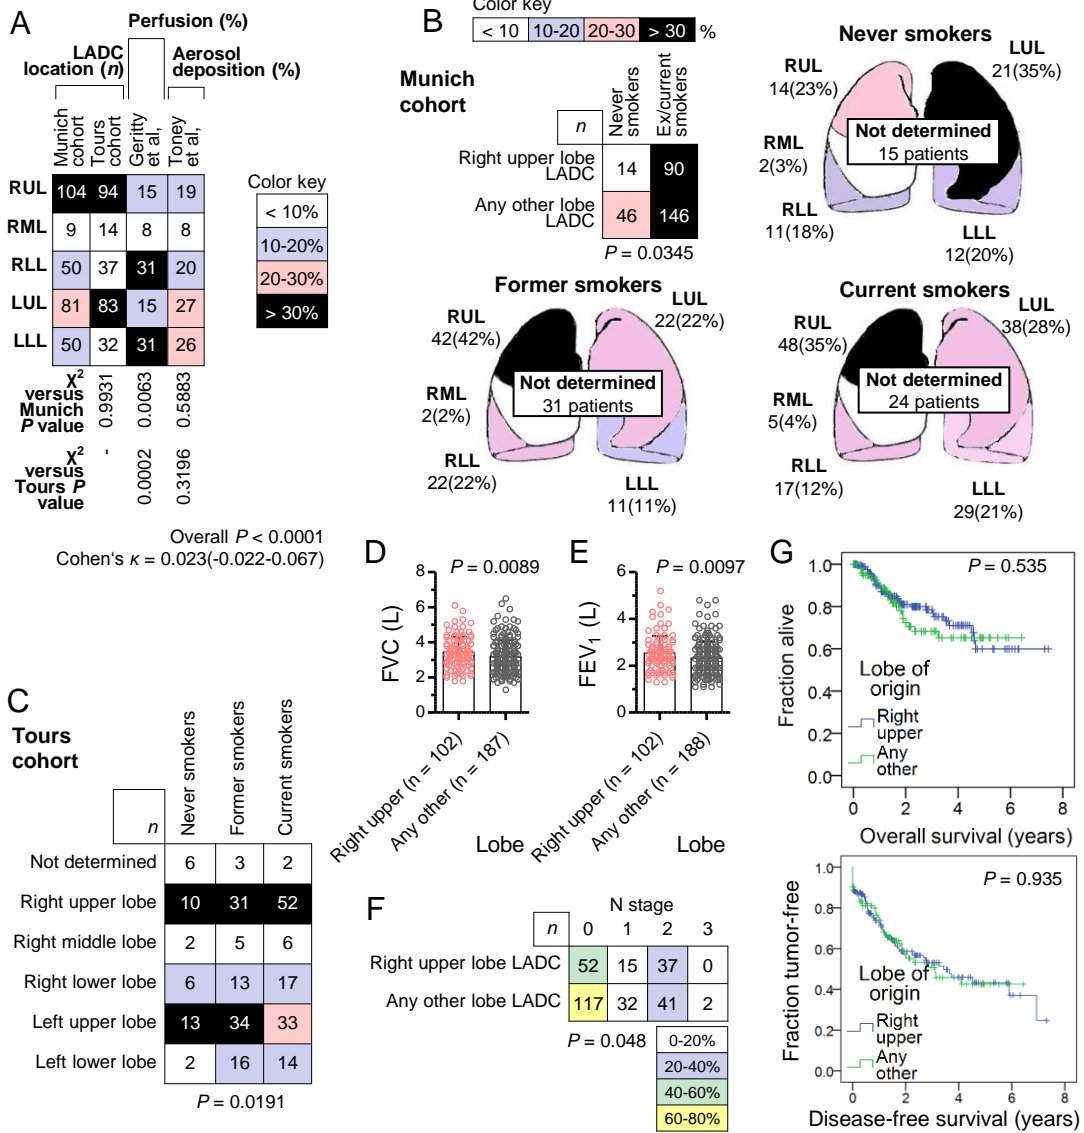 A
Perfusion (%)
LADC
location (n)
Aerosol
deposition (%)
Munich
cohort
Tours
cohort
Geritty
et al,
Toney
et al,
RUL 104 94 15 19
RML 9 14 8 8
RLL 50 37 31 20
LUL 81 83 15 27
LLL 50 32 31 26
Color key
< 10%
10-20%
20-30%
> 30%
χ²
versus
Munich
P value
0.9931 0.0063 0.5883
χ²
versus
Tours P
value
- 0.0002 0.3196
Overall P < 0.0001
Cohen‘s κ = 0.023(-0.022-0.067)
B
Color key
< 10 10-20 20-30 > 30 %
Munich
cohort
n
Never
smokers
Ex/current
smokers
Right upper lobe
LADC
14 90
Any other lobe
LADC
46 146
P = 0.0345
Never smokers
RUL
14(23%)
LUL
21(35%)
RML
2(3%)
Not determined
15 patients
RLL
11(18%)
LLL
12(20%)
Former smokers
RUL
42(42%)
LUL
22(22%)
RML
2(2%)
Not determined
31 patients
RLL
22(22%)
LLL
11(11%)
Current smokers
RUL
48(35%)
LUL
38(28%)
RML
5(4%)
Not determined
24 patients
RLL
17(12%)
LLL
29(21%)
C
Tours
cohort
n
Never smokers
Former smokers
Current smokers
Not determined 6 3 2
Right upper lobe 10 31 52
Right middle lobe 2 5 6
Right lower lobe 6 13 17
Left upper lobe 13 34 33
Left lower lobe 2 16 14
P = 0.0191
D
P = 0.0089
FVC (L)
8
6
4
2
0
Right upper (n = 102)
Any other (n = 187)
Lobe
E
P = 0.0097
FEV₁ (L)
6
4
2
0
Right upper (n = 102)
Any other (n = 188)
Lobe
F
N stage
n 0 1 2 3
Right upper lobe LADC 52 15 37 0
Any other lobe LADC 117 32 41 2
P = 0.048
0-20%
20-40%
40-60%
60-80%
G
P = 0.535
Fraction alive
1.0
0.8
0.6
0.4
0.2
0.0
Lobe of
origin
Right
upper
Any
other
0 2 4 6 8
Overall survival (years)
P = 0.935
Fraction tumor-free
1.0
0.8
0.6
0.4
0.2
0.0
Lobe of
origin
Right
upper
Any
other
0 2 4 6 8
Disease-free survival (years)